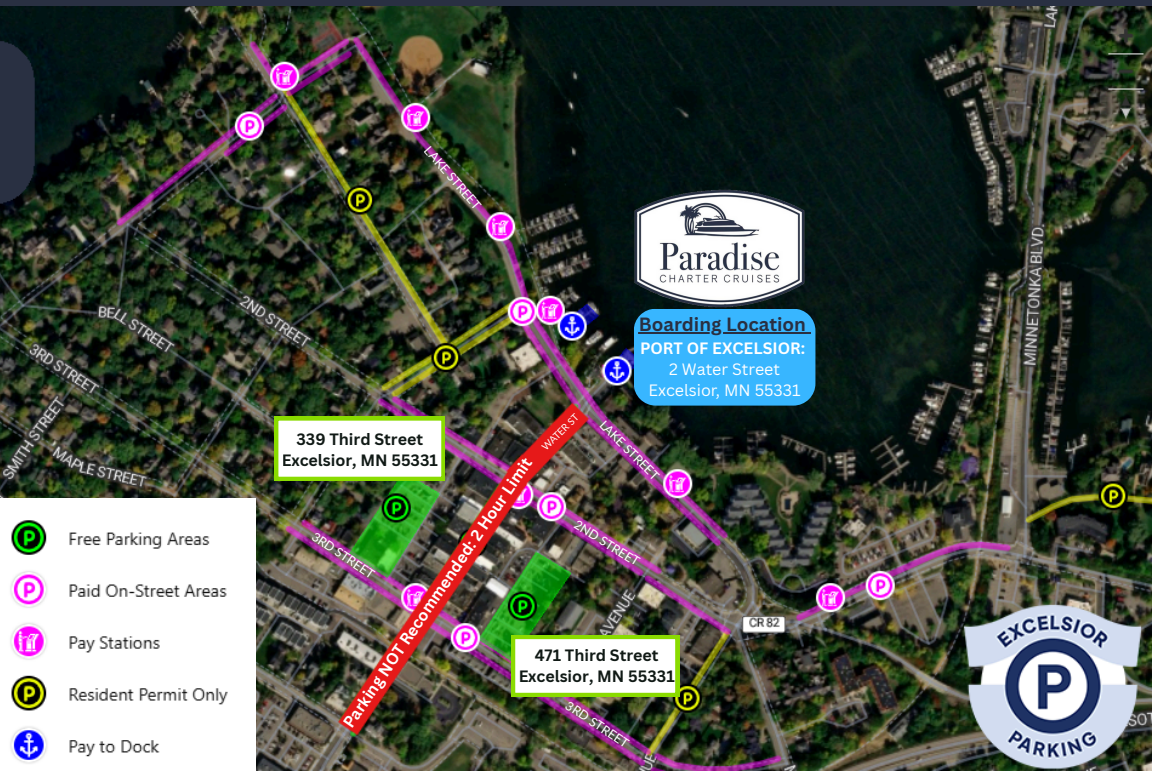 LAKE STREET
Paradise
CHARTER CRUISES
Boarding Location
PORT OF EXCELSIOR:
2 Water Street
Excelsior, MN 55331
MINNETONKA BLVD
2ND STREET
BELL STREET
3RD STREET
SMITH STREET
MAPLE STREET
339 Third Street
Excelsior, MN 55331
WATER ST
Parking NOT Recommended: 2 Hour Limit
LAKE STREET
2ND STREET
3RD STREET
AVENUE
CR 82
471 Third Street
Excelsior, MN 55331
3RD STREET
P
P
P
P
P
P
P
P
P
P
P
P Free Parking Areas
P Paid On-Street Areas
Pay Stations
P Resident Permit Only
Pay to Dock
EXCELSIOR
P
PARKING